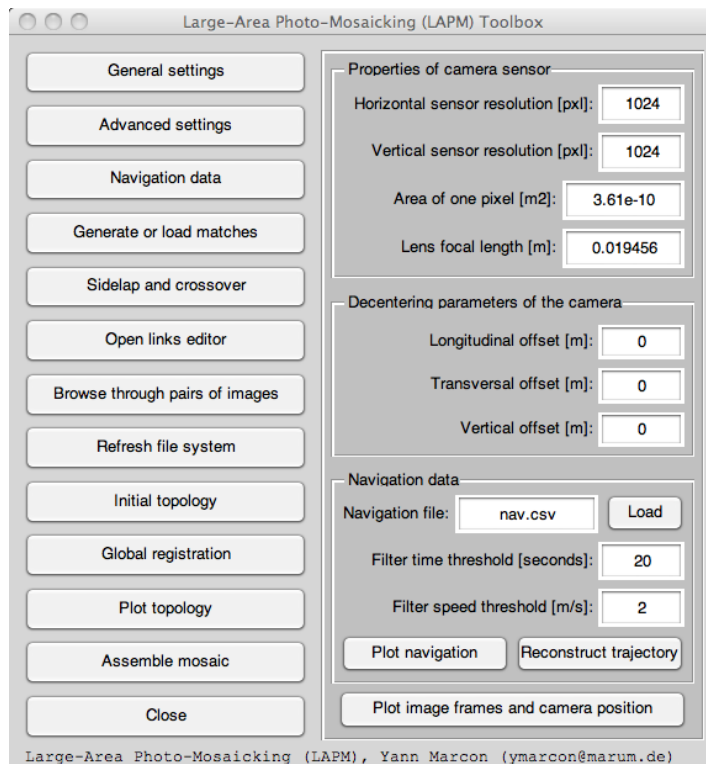 Large-Area Photo-Mosaicking (LAPM) Toolbox
General settings
Advanced settings
Navigation data
Generate or load matches
Sidelap and crossover
Open links editor
Browse through pairs of images
Refresh file system
Initial topology
Global registration
Plot topology
Assemble mosaic
Close
Properties of camera sensor
Horizontal sensor resolution [pxl]: 1024
Vertical sensor resolution [pxl]: 1024
Area of one pixel [m2]: 3.61e-10
Lens focal length [m]: 0.019456
Decentering parameters of the camera
Longitudinal offset [m]: 0
Transversal offset [m]: 0
Vertical offset [m]: 0
Navigation data
Navigation file: nav.csv Load
Filter time threshold [seconds]: 20
Filter speed threshold [m/s]: 2
Plot navigation Reconstruct trajectory
Plot image frames and camera position
Large-Area Photo-Mosaicking (LAPM), Yann Marcon (ymarcon@marum.de)